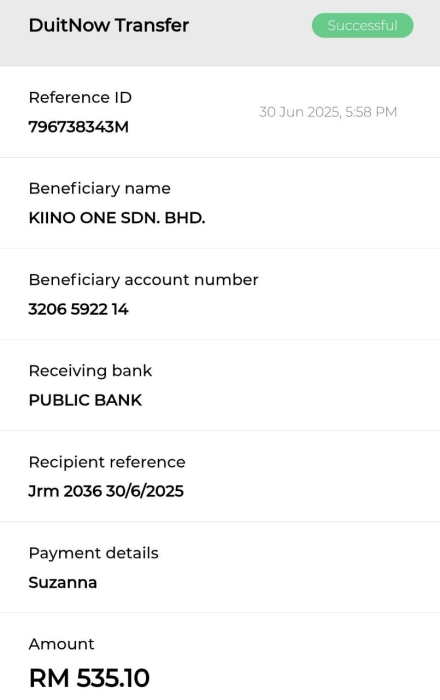 DuitNow Transfer
Successful
Reference ID
30 Jun 2025, 5:58 PM
796738343M
Beneficiary name
KIINO ONE SDN. BHD.
Beneficiary account number
3206 5922 14
Receiving bank
PUBLIC BANK
Recipient reference
Jrm 2036 30/6/2025
Payment details
Suzanna
Amount
RM 535.10